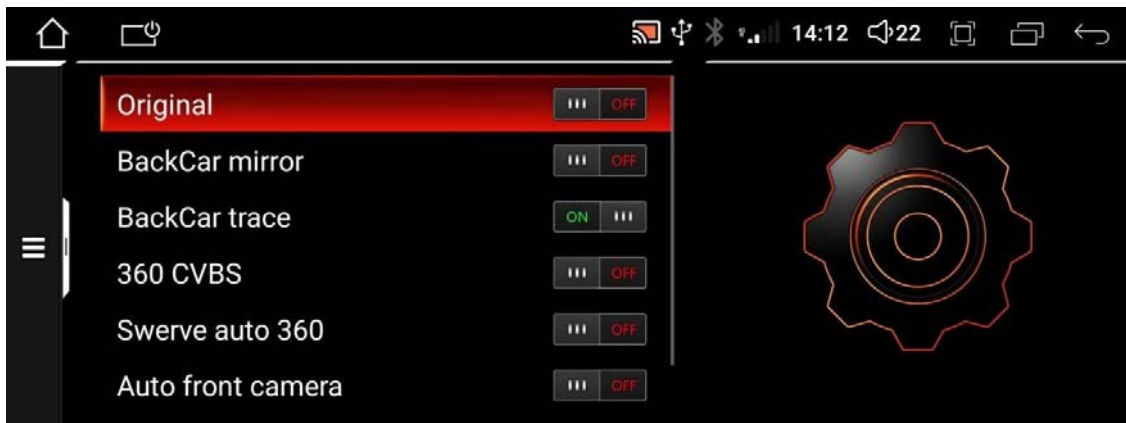 14:12 22
Original OFF
BackCar mirror OFF
BackCar trace ON
360 CVBS OFF
Swerve auto 360 OFF
Auto front camera OFF